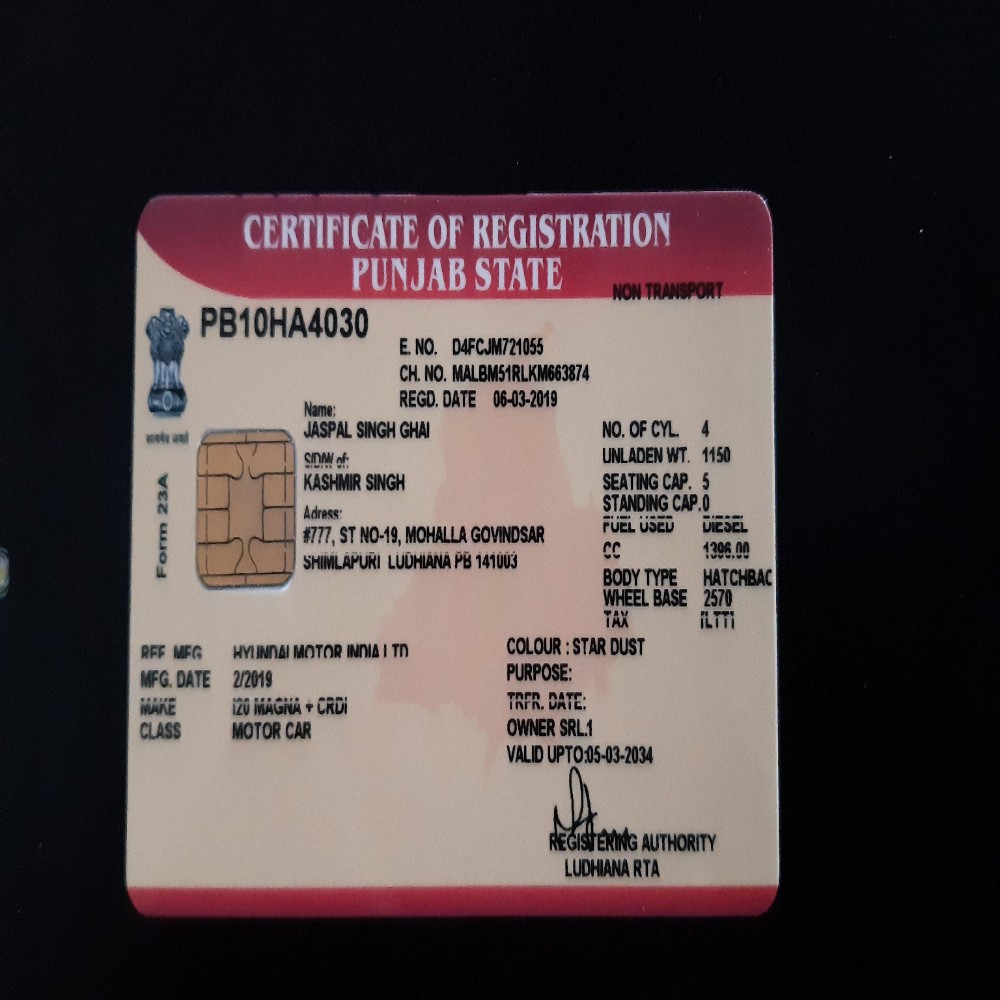 CERTIFICATE OF REGISTRATION
PUNJAB STATE
NON TRANSPORT
PB10HA4030
E. NO. D4FCJM721055
CH. NO. MALBM51RLKM663874
REGD. DATE 06-03-2019
सत्यमेव जयते
Form 23A
Name:
JASPAL SINGH GHAI
S/D/W of:
KASHMIR SINGH
Adress:
#777, ST NO-19, MOHALLA GOVINDSAR
SHIMLAPURI LUDHIANA PB 141003
NO. OF CYL. 4
UNLADEN WT. 1150
SEATING CAP. 5
STANDING CAP.0
FUEL USED DIESEL
CC 1396.00
BODY TYPE HATCHBAC
WHEEL BASE 2570
TAX
MFG
HYUNDAI MOTOR INDIA LTD
MFG. DATE 2/2019
MAKE I20 MAGNA + CRDI
CLASS MOTOR CAR
COLOUR : STAR DUST
PURPOSE:
TRFR. DATE:
OWNER SRL.1
VALID UPTO:05-03-2034
REGISTERING AUTHORITY
LUDHIANA RTA